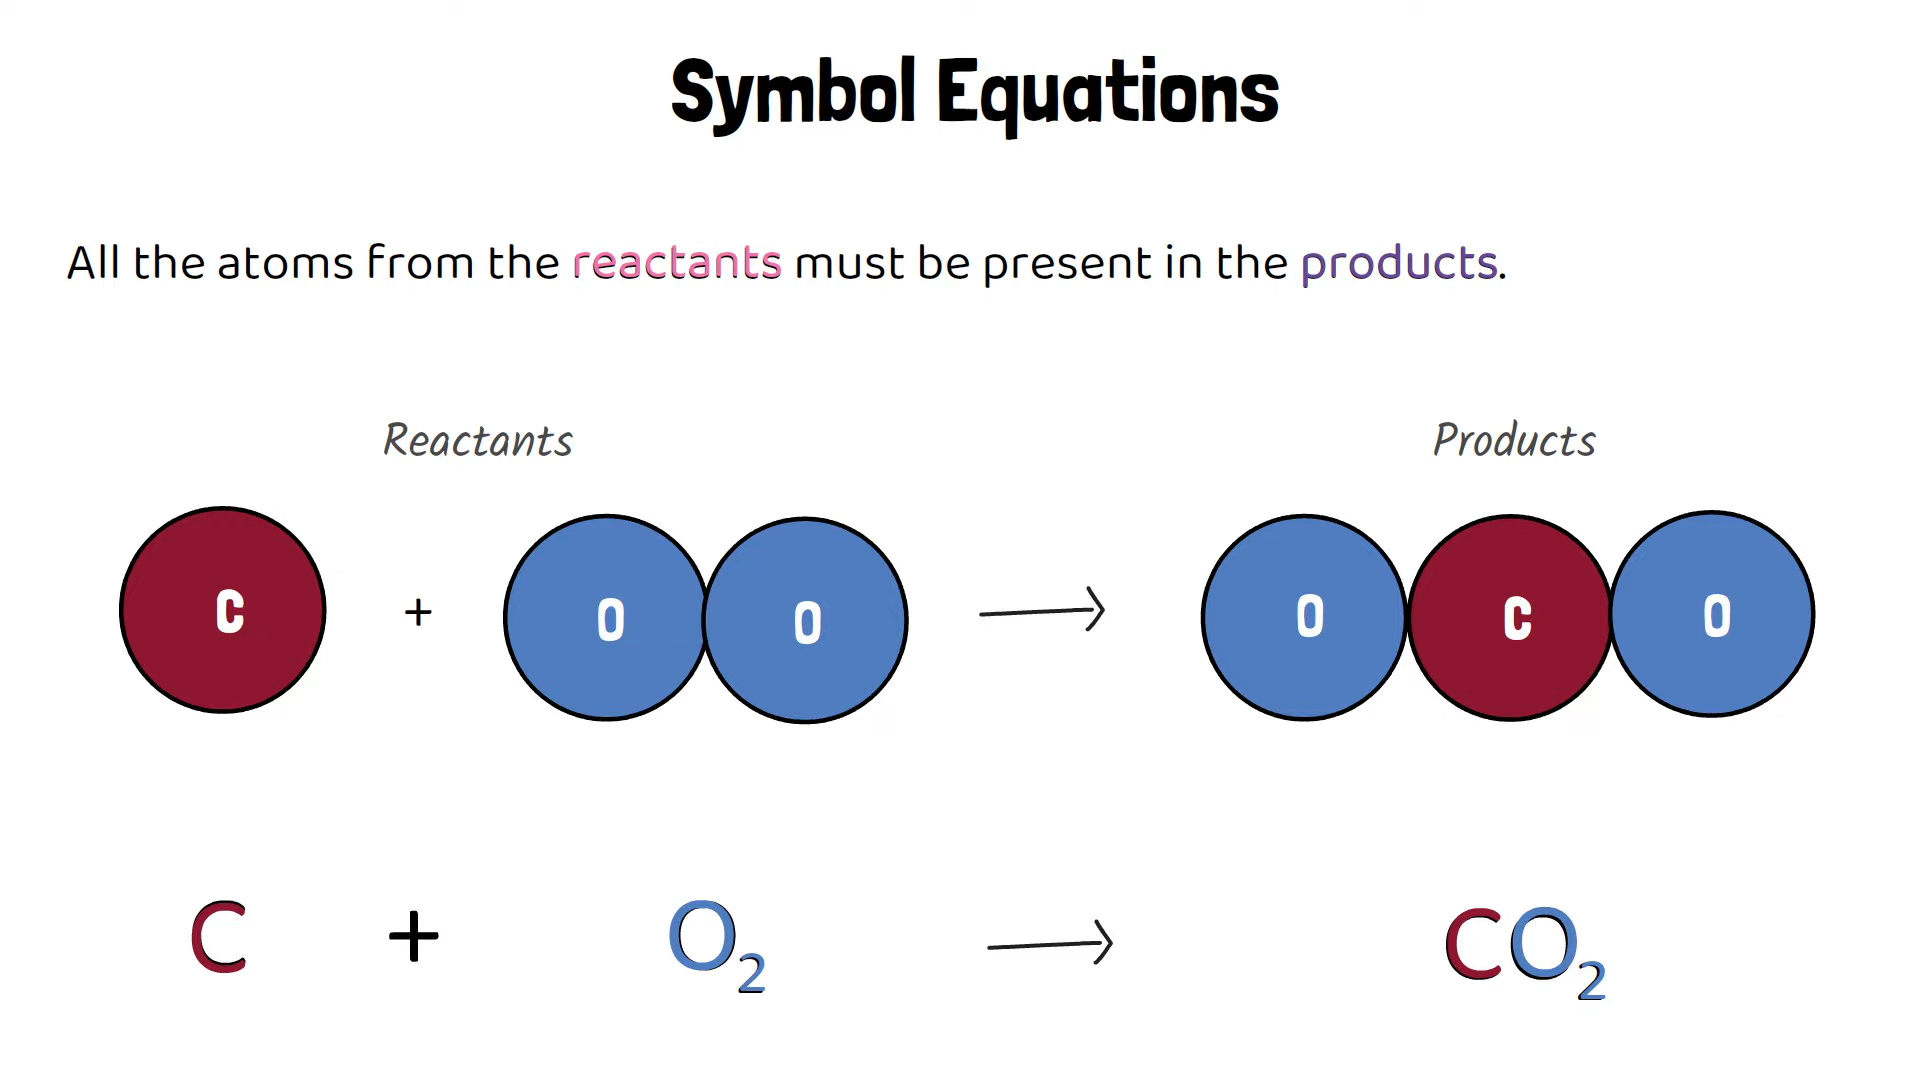 Symbol Equations
All the atoms from the reactants must be present in the products.
Reactants Products
C + O O → O C O
C + O₂ → CO₂